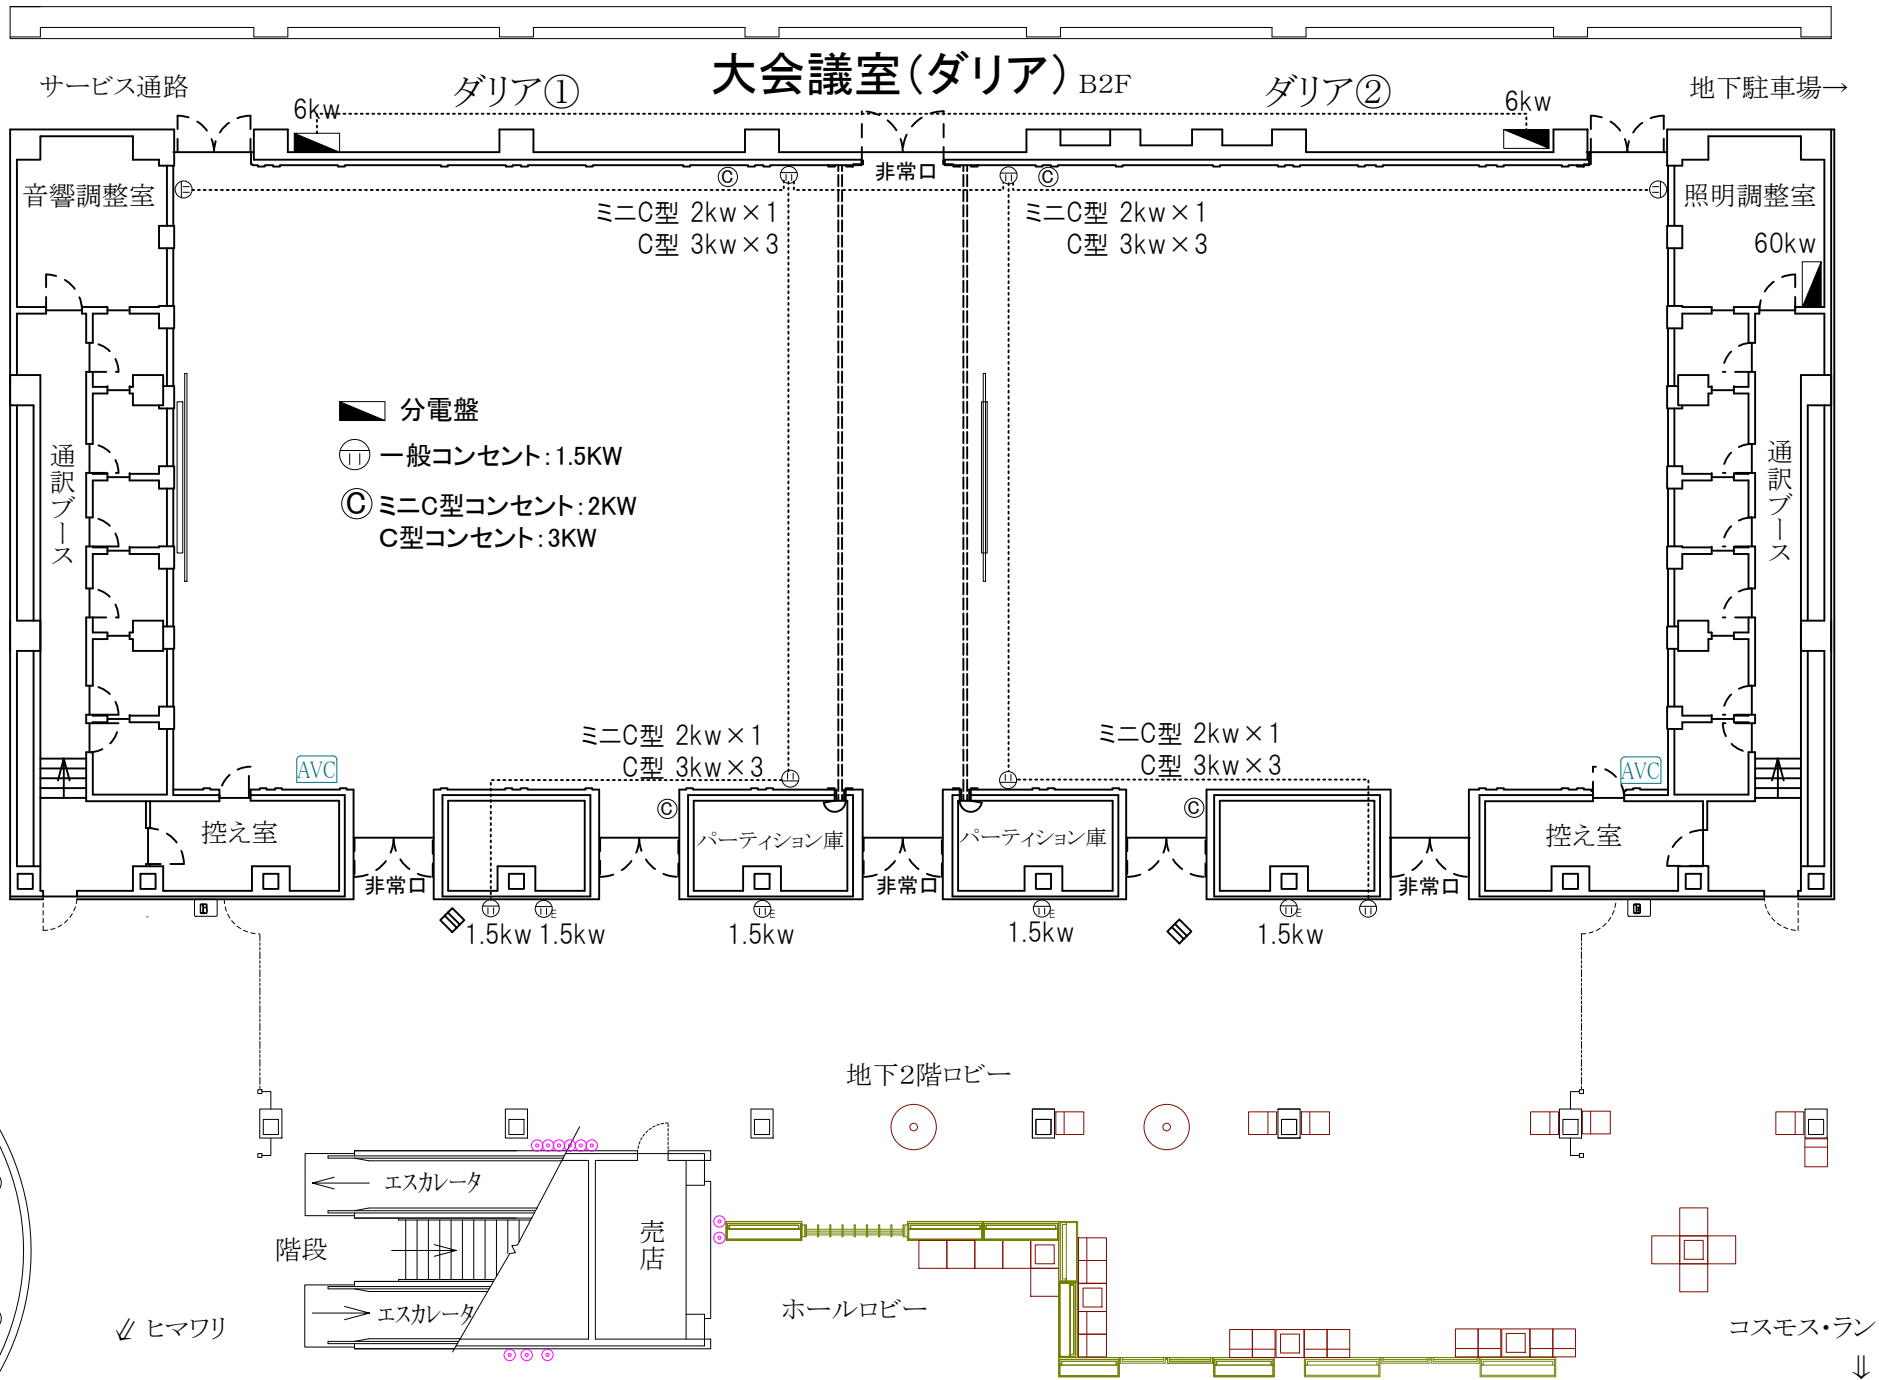 大会議室(ダリア) B2F
サービス通路
ダリア①
ダリア②
地下駐車場→
6kw
6kw
非常口
音響調整室
照明調整室
ミニC型 2kw×1
C型 3kw×3
ミニC型 2kw×1
C型 3kw×3
60kw
分電盤
一般コンセント：1.5KW
Ⓒ ミニC型コンセント：2KW
C型コンセント：3KW
通訳ブース
通訳ブース
ミニC型 2kw×1
C型 3kw×3
ミニC型 2kw×1
C型 3kw×3
AVC
AVC
控え室
パーティション庫
パーティション庫
控え室
非常口
非常口
非常口
1.5kw
1.5kw
1.5kw
1.5kw
1.5kw
地下2階ロビー
エスカレータ
階段
売店
エスカレータ
ホールロビー
⇙ ヒマワリ
コスモス・ラン
⇓